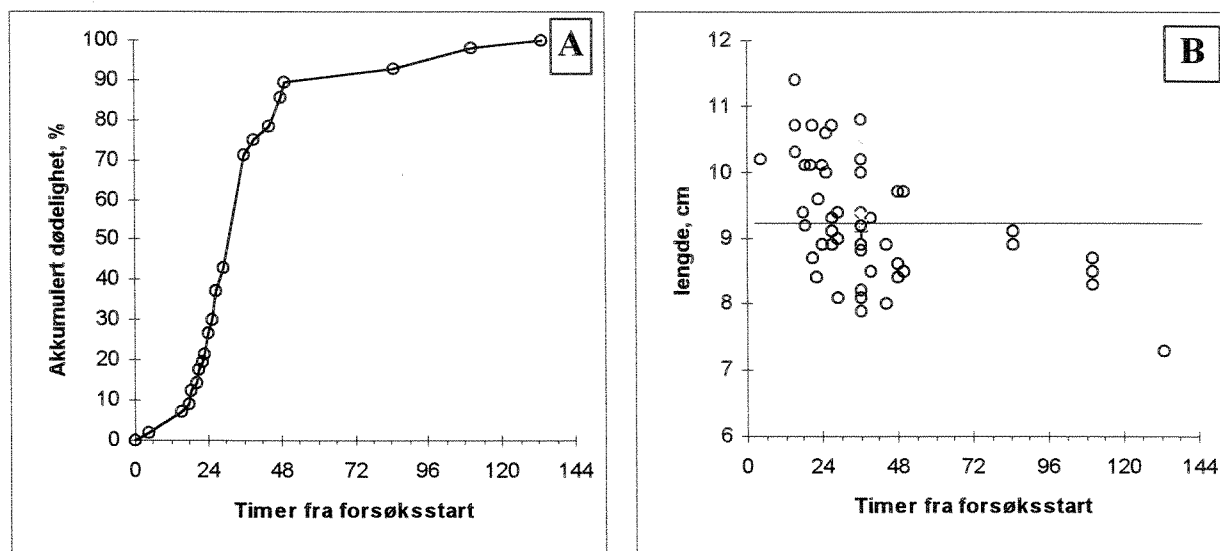 A
Akkumulert dødelighet, %
100
90
80
70
60
50
40
30
20
10
0
0 24 48 72 96 120 144
Timer fra forsøksstart
B
lengde, cm
12
11
10
9
8
7
6
0 24 48 72 96 120 144
Timer fra forsøksstart